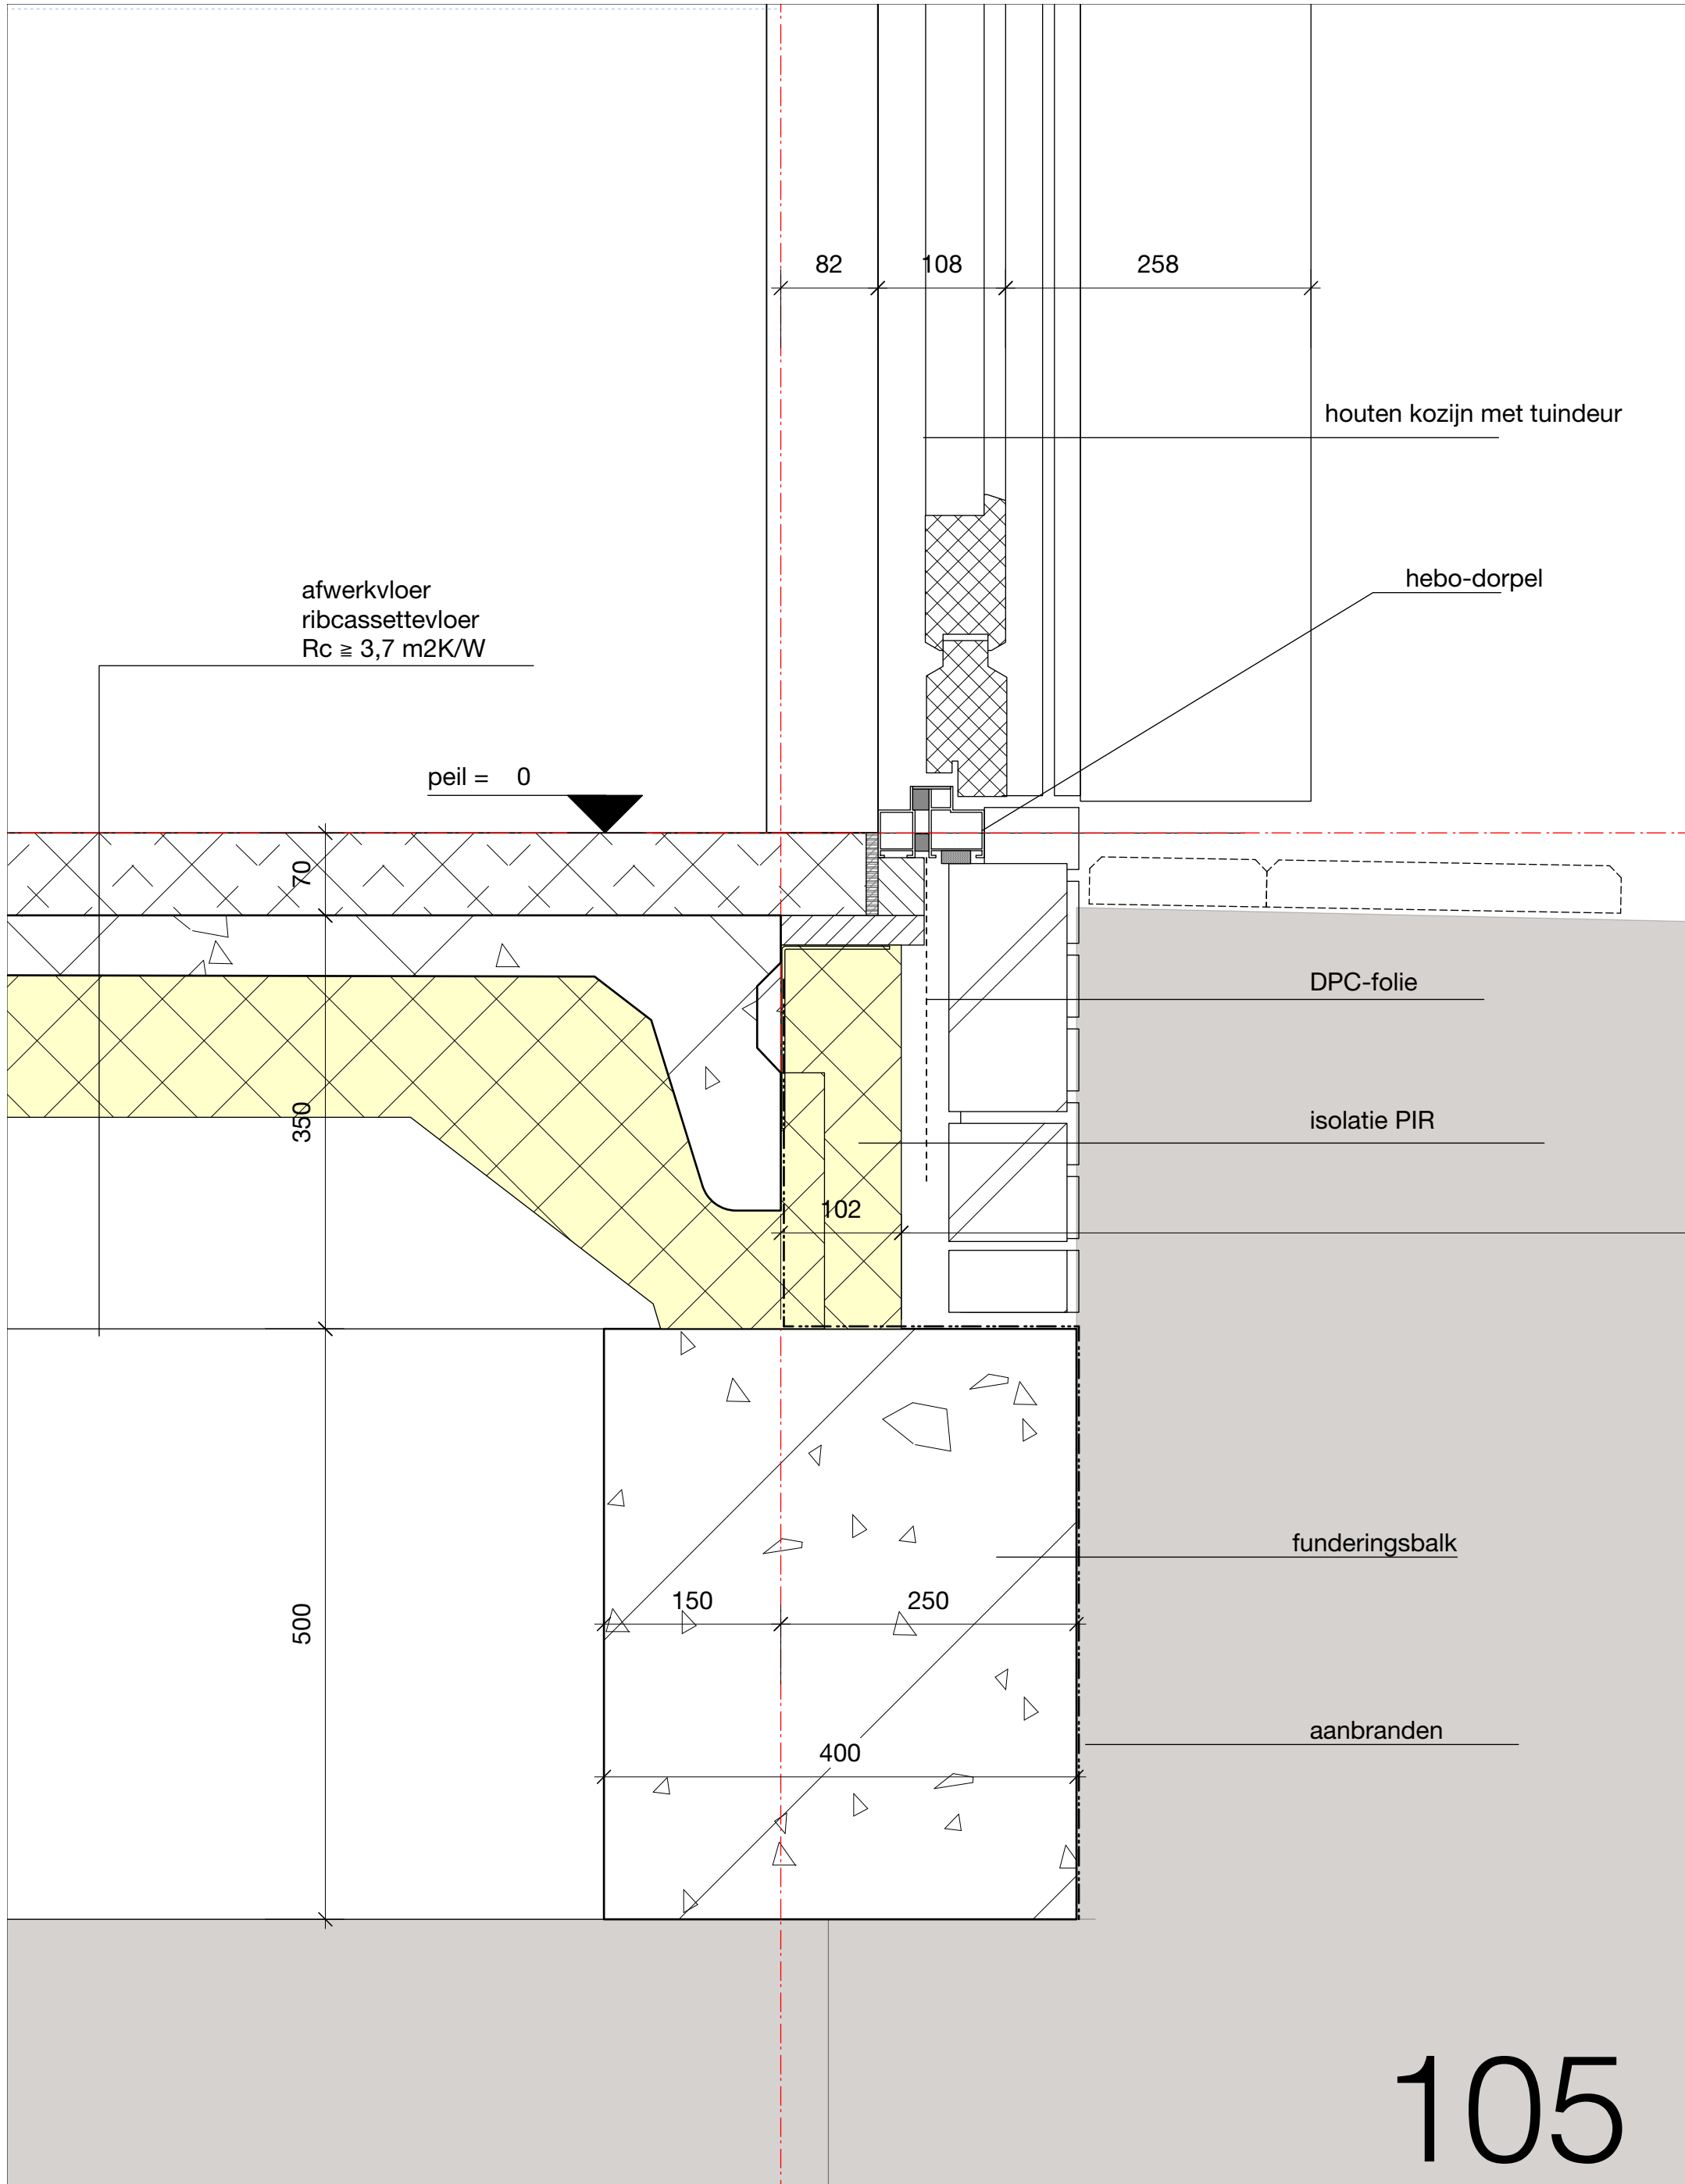 82
108
258
houten kozijn met tuindeur
hebo-dorpel
afwerkvloer
ribcassettevloer
Rc ≧ 3,7 m2K/W
peil = 0
70
DPC-folie
350
isolatie PIR
102
funderingsbalk
150
250
500
aanbranden
400
105